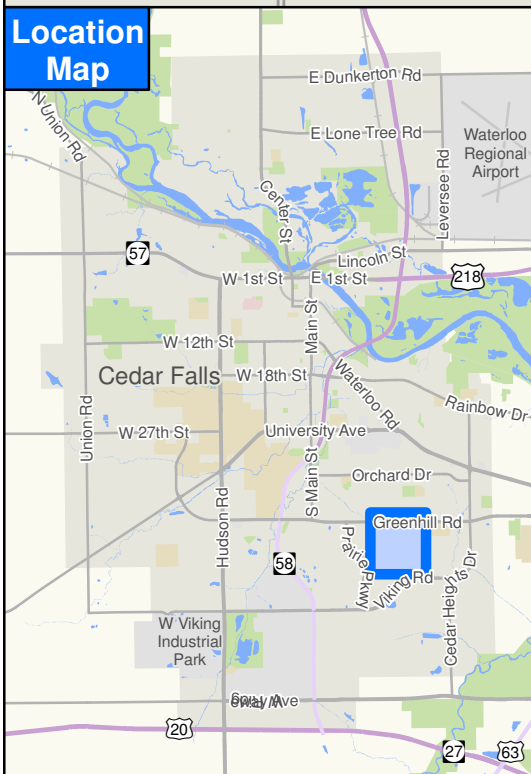 Location
Map
E Dunkerton Rd
N Union Rd
E Lone Tree Rd
Waterloo
Regional
Airport
Leversee Rd
Center St
Lincoln St
57
W 1st St
E 1st St
218
Main St
W 12th St
Cedar Falls
W 18th St
Waterloo Rd
Rainbow Dr
Union Rd
W 27th St
University Ave
S Main St
Orchard Dr
Hudson Rd
Greenhill Rd
Prairie Pkwy
58
Viking Rd
Cedar Heights Dr
W Viking
Industrial
Park
Ave
20
27
63